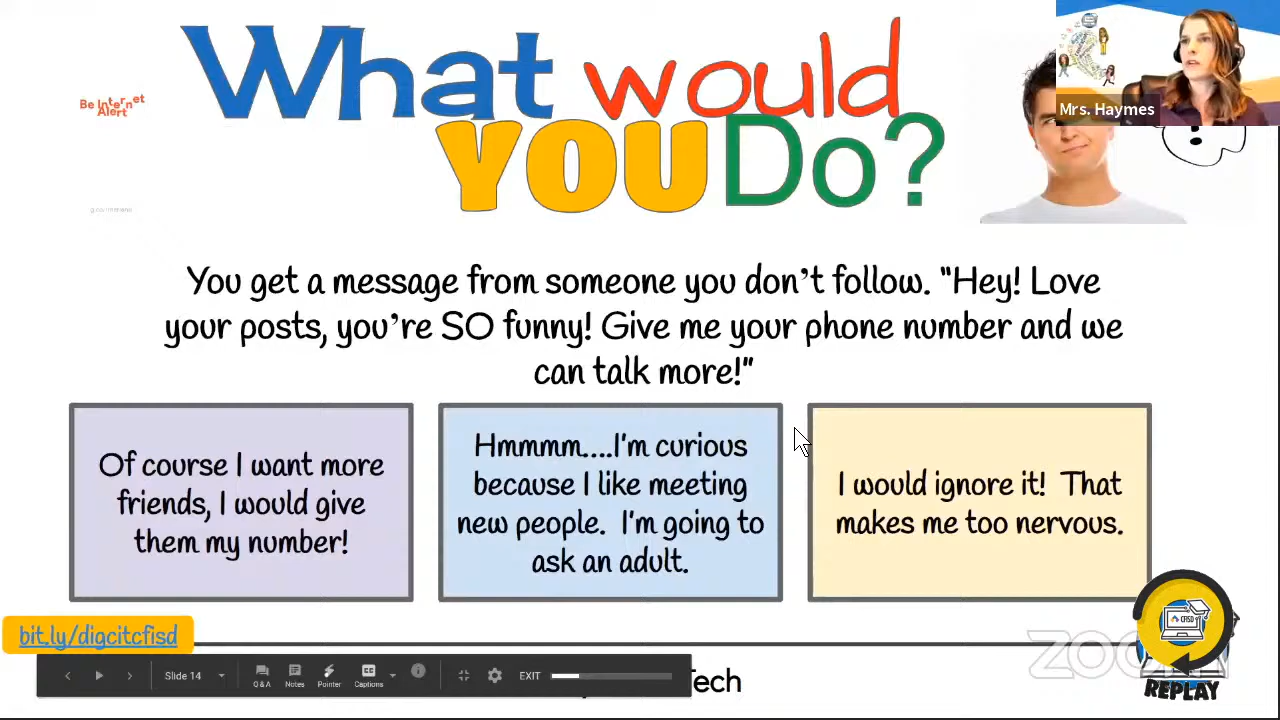 What would
YOU Do?
Be Internet
Alert
Mrs. Haymes
You get a message from someone you don't follow. "Hey! Love
your posts, you're SO funny! Give me your phone number and we
can talk more!"
Of course I want more
friends, I would give
them my number!
Hmmmm....I'm curious
because I like meeting
new people. I'm going to
ask an adult.
I would ignore it! That
makes me too nervous.
bit.ly/digcitcfisd
Slide 14
Q&A
Notes
Pointer
Captions
EXIT
Tech
CFISD
REPLAY